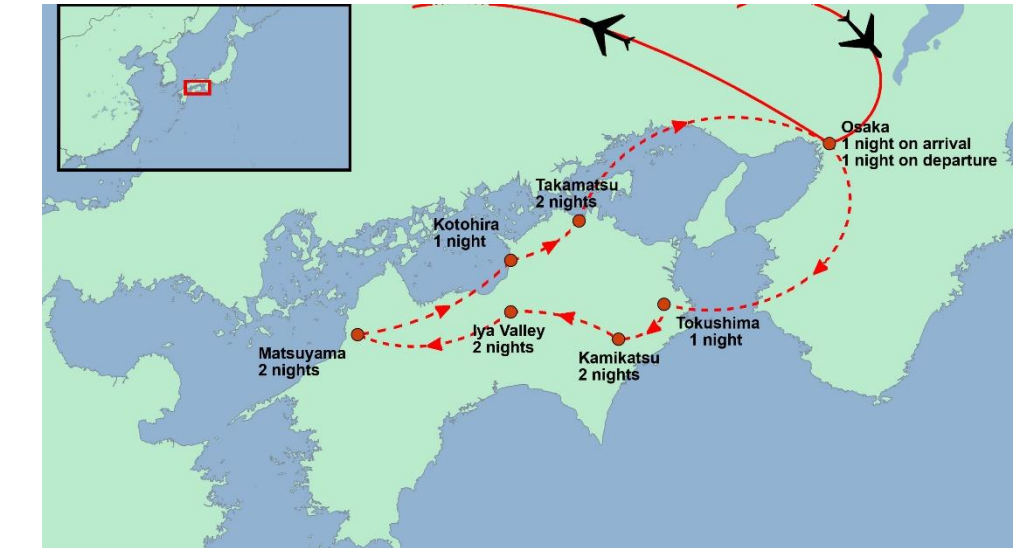 Osaka
1 night on arrival
1 night on departure
Takamatsu
2 nights
Kotohira
1 night
Iya Valley
2 nights
Tokushima
1 night
Matsuyama
2 nights
Kamikatsu
2 nights